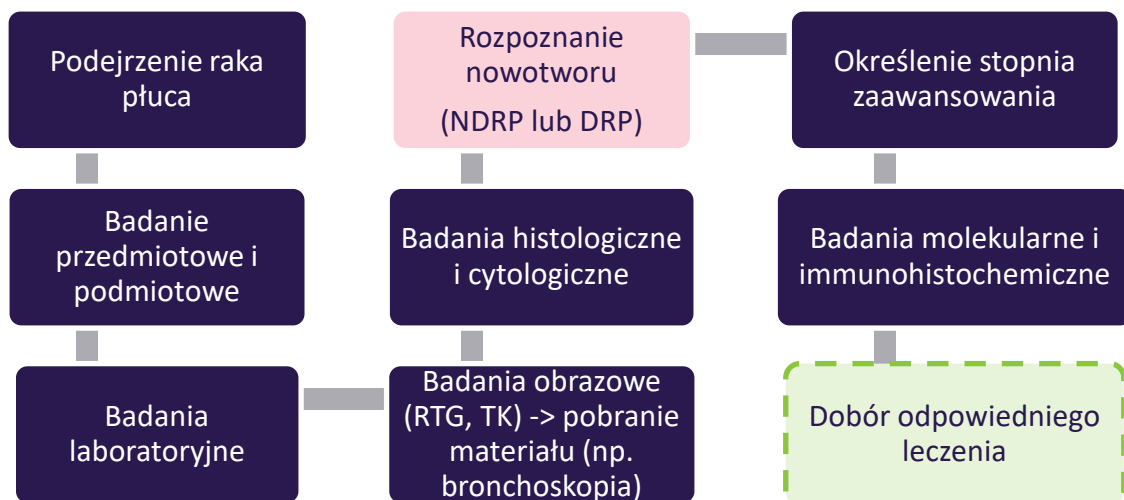 Podejrzenie raka
płuca
Badanie
przedmiotowe i
podmiotowe
Badania
laboratoryjne
Badania obrazowe
(RTG, TK) -> pobranie
materiału (np.
bronchoskopia)
Badania histologiczne
i cytologiczne
Rozpoznanie
nowotworu
(NDRP lub DRP)
Określenie stopnia
zaawansowania
Badania molekularne i
immunohistochemiczne
Dobór odpowiedniego
leczenia